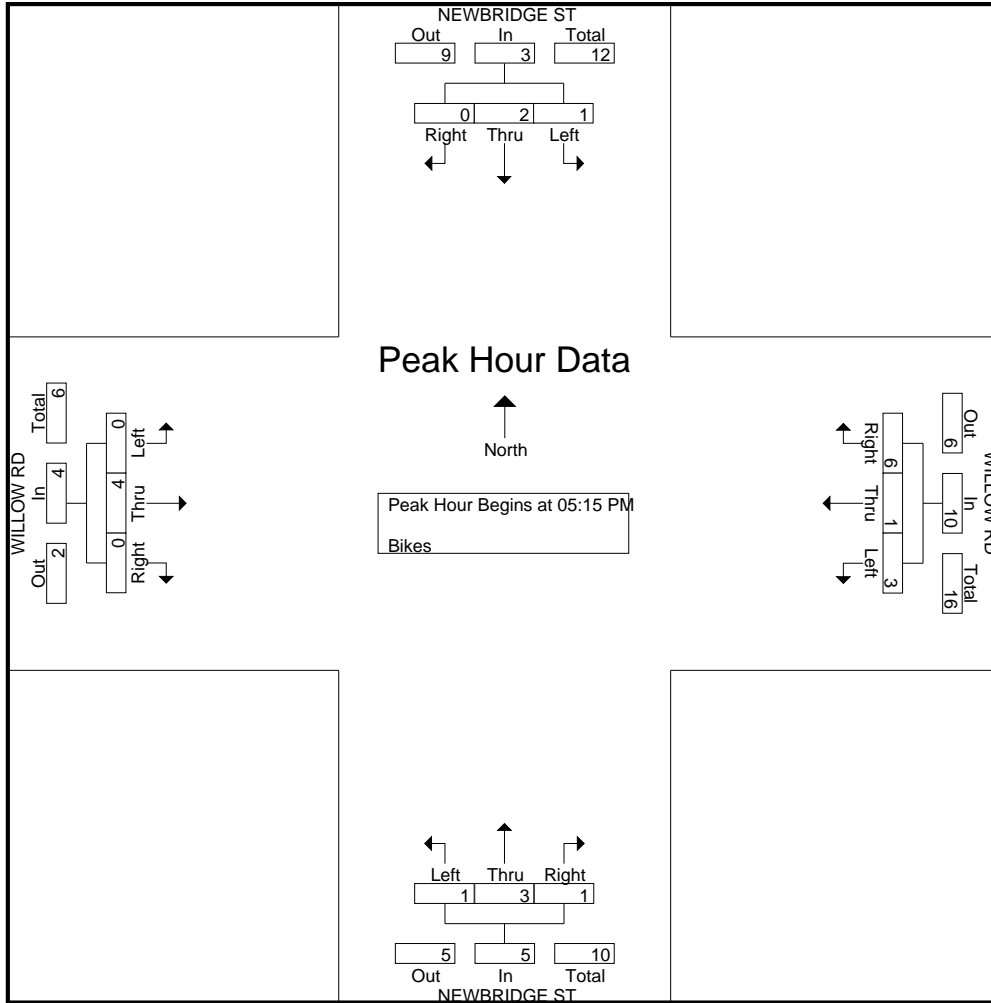 NEWBRIDGE ST
Out In Total
9 3 12
0 2 1
Right Thru Left
Peak Hour Data
North
Peak Hour Begins at 05:15 PM
Bikes
WILLOW RD
Total In Out
6 4 2
0 4 0
Left Thru Right
WILLOW RD
Out In Total
6 10 16
6 1 3
Right Thru Left
Left Thru Right
1 3 1
5 5 10
Out In Total
NEWBRIDGE ST